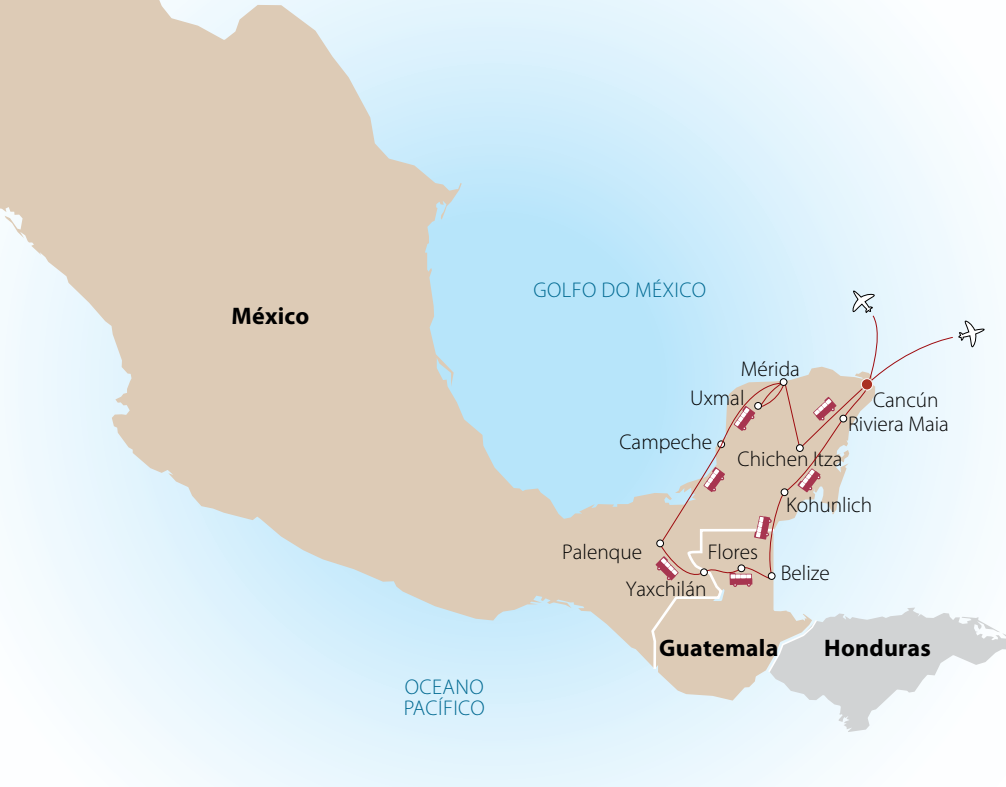 GOLFO DO MÉXICO
México
Mérida
Uxmal
Cancún
Riviera Maia
Campeche
Chichen Itza
Kohunlich
Palenque
Flores
Belize
Yaxchilán
Guatemala
Honduras
OCEANO
PACÍFICO